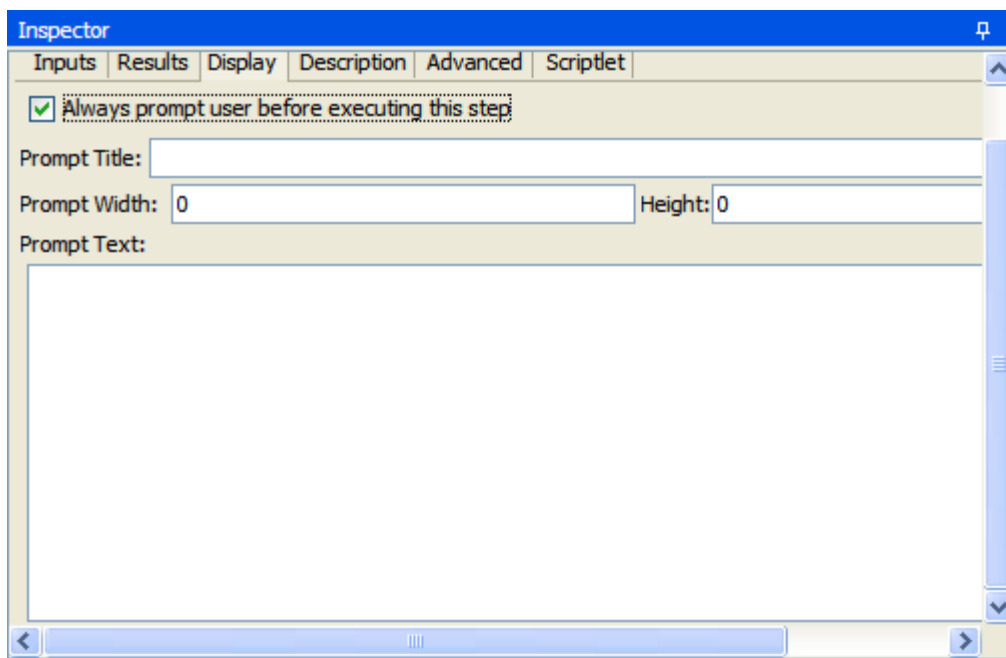 Inspector
Inputs Results Display Description Advanced Scriptlet
Always prompt user before executing this step
Prompt Title:
Prompt Width: 0 Height: 0
Prompt Text: